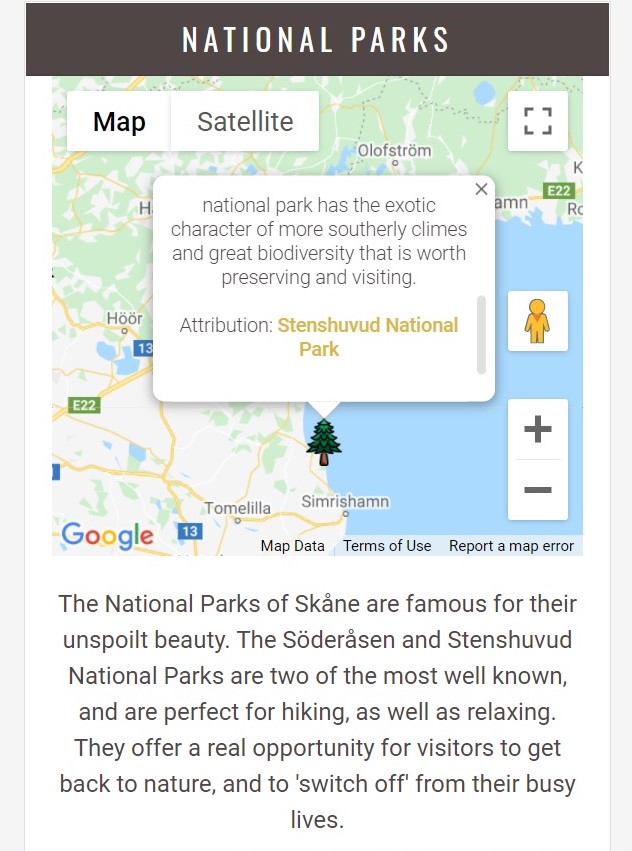 NATIONAL PARKS
Map
Satellite
Olofström
K
E22
H
amn
Ro
national park has the exotic
character of more southerly climes
and great biodiversity that is worth
preserving and visiting.
Attribution: Stenshuvud National
Park
Höör
13
E22
Tomelilla
Simrishamn
Google
13
Map Data
Terms of Use
Report a map error
The National Parks of Skåne are famous for their
unspoilt beauty. The Söderåsen and Stenshuvud
National Parks are two of the most well known,
and are perfect for hiking, as well as relaxing.
They offer a real opportunity for visitors to get
back to nature, and to 'switch off' from their busy
lives.